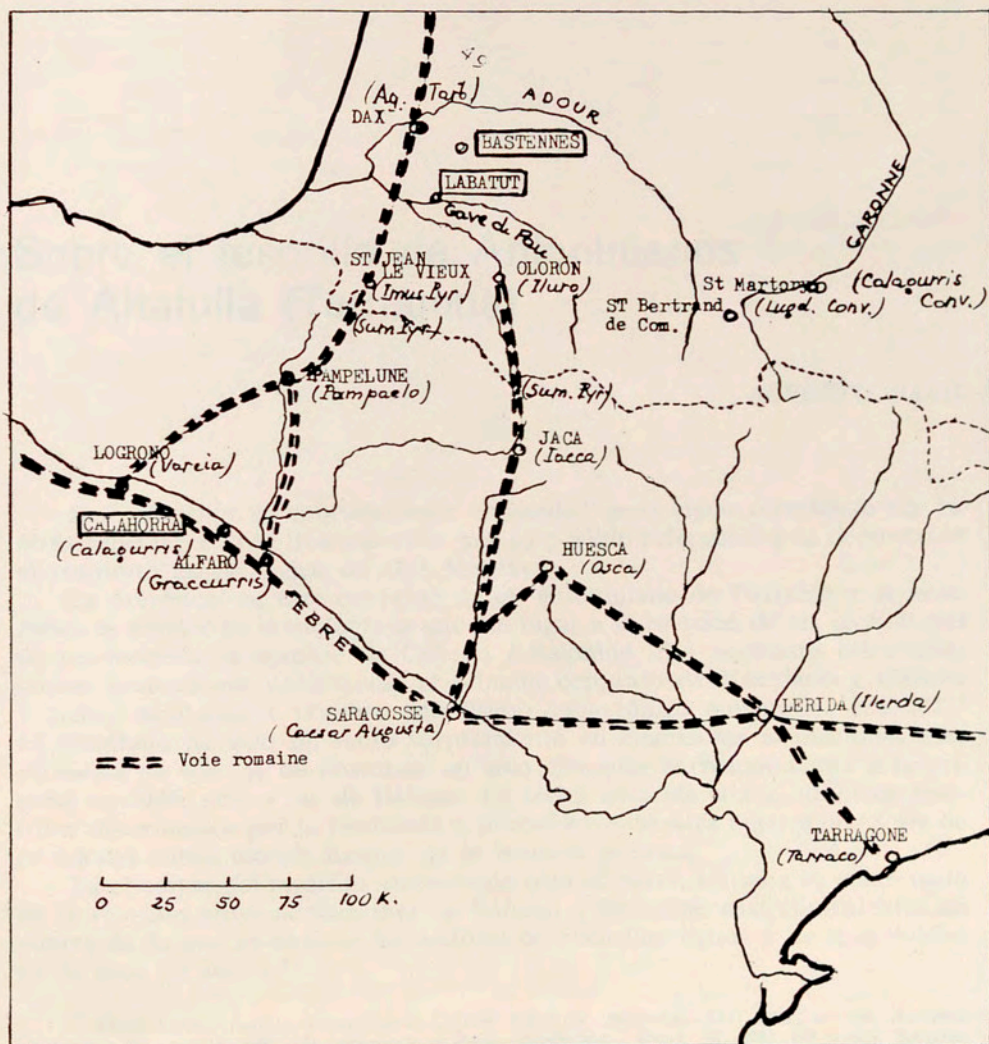 (Aq. Tarb)
DAX
ADOUR
BASTENNES
LABATUT
Gave de Pau
GARONNE
ST JEAN
LE VIEUX
(Imus Pyr.)
OLORON
(Iluro)
St Martory
(Calagurris
Conv.)
ST Bertrand
de Com.
(Lugd. Conv.)
(Sum. Pyr.)
PAMPELUNE
(Pampaelo)
(Sum. Pyr)
JACA
(Iacca)
LOGRONO
(Vareia)
CALAHORRA
(Calagurris)
ALFARO
(Graccurris)
HUESCA
(Osca)
EBRE
SARAGOSSE
(Caesar Augusta)
LERIDA (Ilerda)
Voie romaine
TARRAGONE
(Tarraco)
0 25 50 75 100 K.